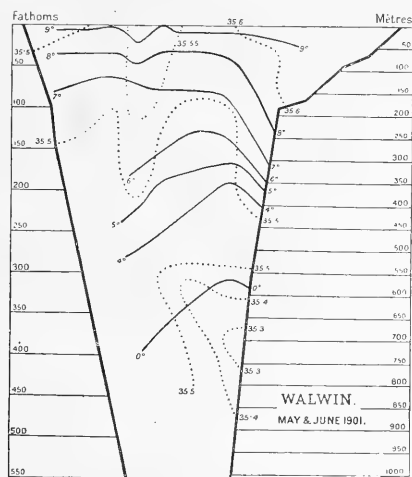 Fathoms Mètres
35.6
9° 9°
35.5 8° 35.55 50
50 100
7° 150
100 35.6 200
8° 250
35.5
150 300
7° 350
6° 6°
200 5° 400
5° 4° 450
35.5
250 4° 500
300 35.5 550
0° 35.4 600
350 650
35.3 700
400 0° 750
35.3 800
450 35.5 WALWIN. 850
35.4 MAY & JUNE 1901. 900
500 950
550 1000